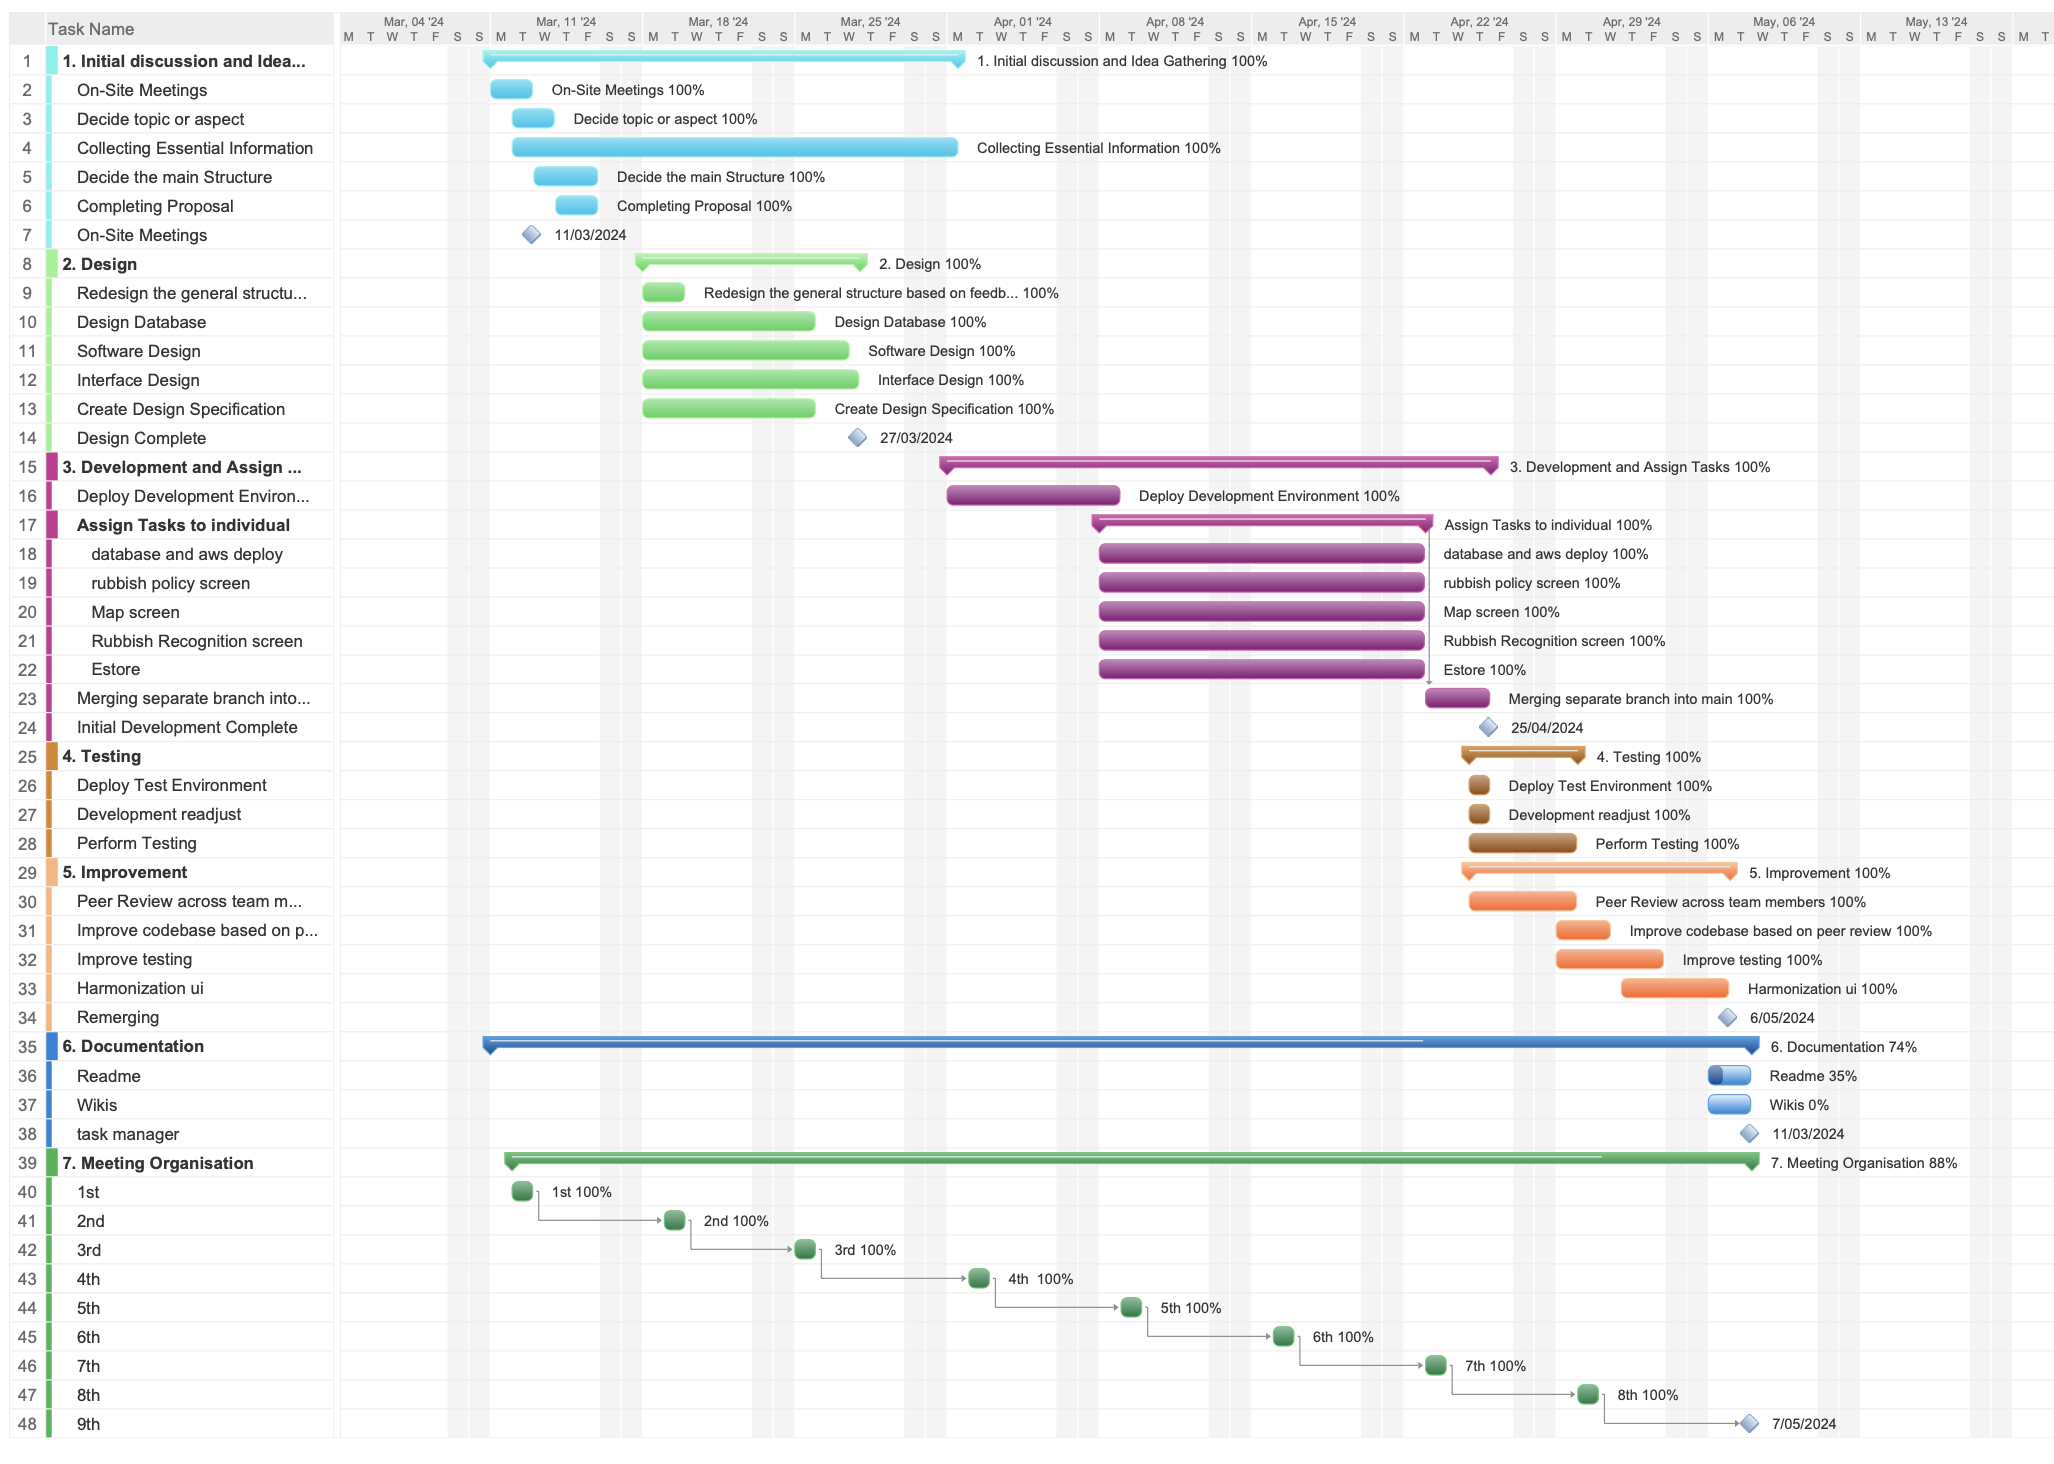 Task Name
Mar, 04 '24 Mar, 11 '24 Mar, 18 '24 Mar, 25 '24 Apr, 01 '24 Apr, 08 '24 Apr, 15 '24 Apr, 22 '24 Apr, 29 '24 May, 06 '24 May, 13 '24
M T W T F S S M T W T F S S M T W T F S S M T W T F S S M T W T F S S M T W T F S S M T W T F S S M T W T F S S M T W T F S S M T W T F S S M T W T F S S M T
1 1. Initial discussion and Idea... 1. Initial discussion and Idea Gathering 100%
2 On-Site Meetings On-Site Meetings 100%
3 Decide topic or aspect Decide topic or aspect 100%
4 Collecting Essential Information Collecting Essential Information 100%
5 Decide the main Structure Decide the main Structure 100%
6 Completing Proposal Completing Proposal 100%
7 On-Site Meetings 11/03/2024
8 2. Design 2. Design 100%
9 Redesign the general structu... Redesign the general structure based on feedb... 100%
10 Design Database Design Database 100%
11 Software Design Software Design 100%
12 Interface Design Interface Design 100%
13 Create Design Specification Create Design Specification 100%
14 Design Complete 27/03/2024
15 3. Development and Assign ... 3. Development and Assign Tasks 100%
16 Deploy Development Environ... Deploy Development Environment 100%
17 Assign Tasks to individual Assign Tasks to individual 100%
18 database and aws deploy database and aws deploy 100%
19 rubbish policy screen rubbish policy screen 100%
20 Map screen Map screen 100%
21 Rubbish Recognition screen Rubbish Recognition screen 100%
22 Estore Estore 100%
23 Merging separate branch into... Merging separate branch into main 100%
24 Initial Development Complete 25/04/2024
25 4. Testing 4. Testing 100%
26 Deploy Test Environment Deploy Test Environment 100%
27 Development readjust Development readjust 100%
28 Perform Testing Perform Testing 100%
29 5. Improvement 5. Improvement 100%
30 Peer Review across team m... Peer Review across team members 100%
31 Improve codebase based on p... Improve codebase based on peer review 100%
32 Improve testing Improve testing 100%
33 Harmonization ui Harmonization ui 100%
34 Remerging 6/05/2024
35 6. Documentation 6. Documentation 74%
36 Readme Readme 35%
37 Wikis Wikis 0%
38 task manager 11/03/2024
39 7. Meeting Organisation 7. Meeting Organisation 88%
40 1st 1st 100%
41 2nd 2nd 100%
42 3rd 3rd 100%
43 4th 4th 100%
44 5th 5th 100%
45 6th 6th 100%
46 7th 7th 100%
47 8th 8th 100%
48 9th 7/05/2024